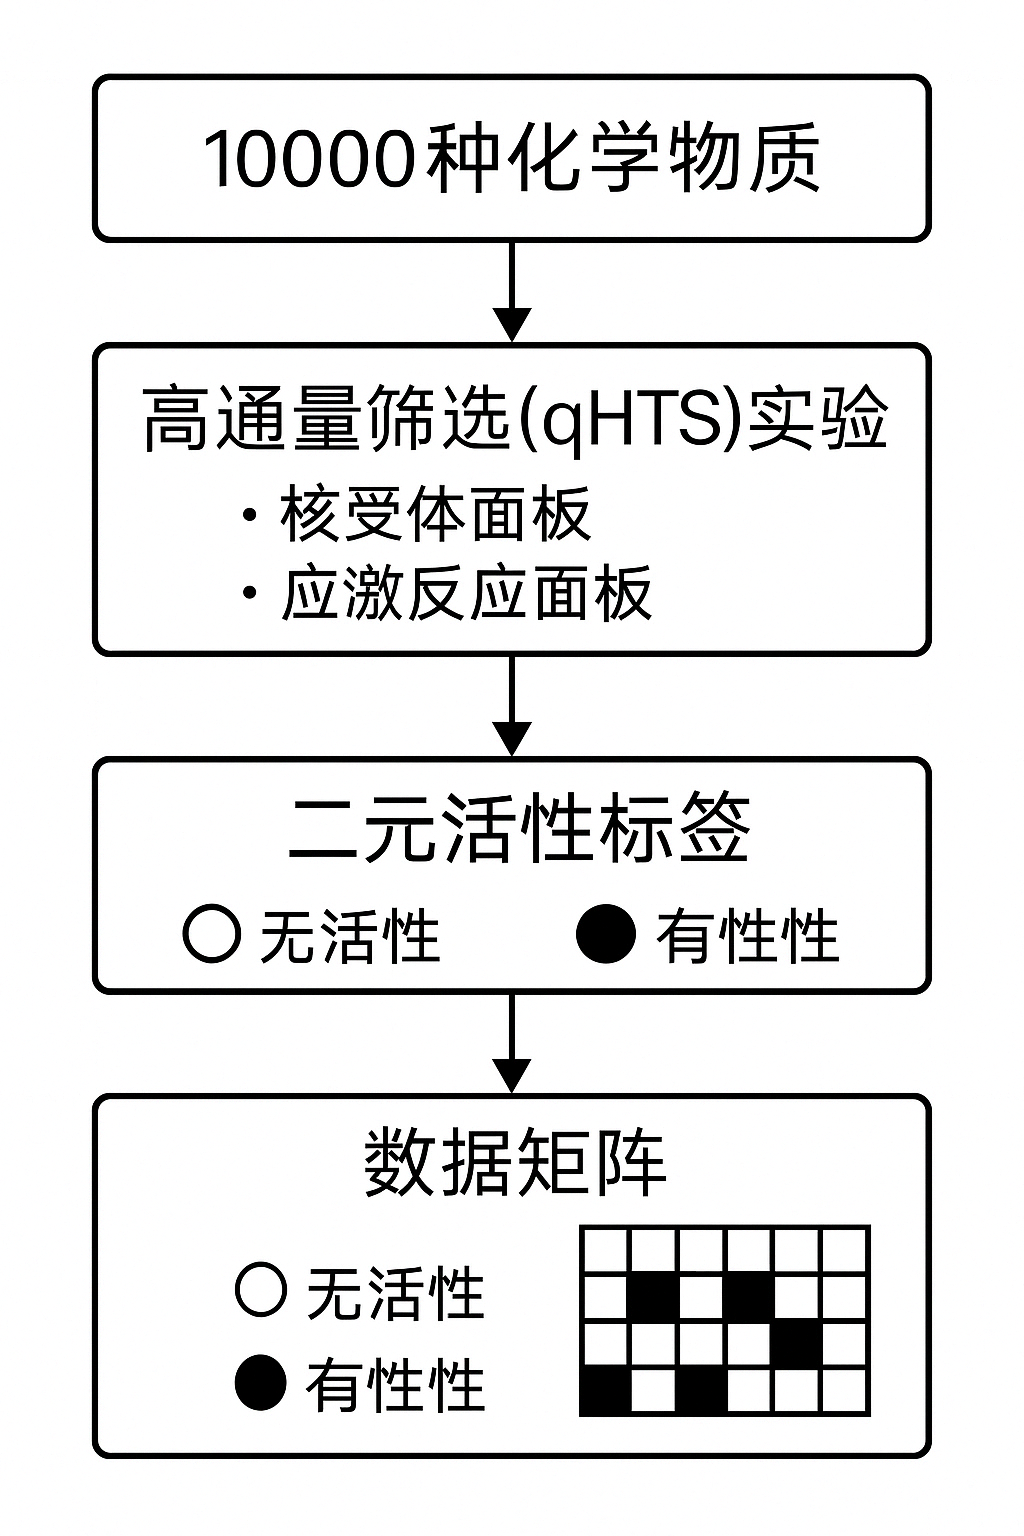 10000种化学物质
高通量筛选(qHTS)实验
· 核受体面板
· 应激反应面板
二元活性标签
无活性
有性性
数据矩阵
无活性
有性性